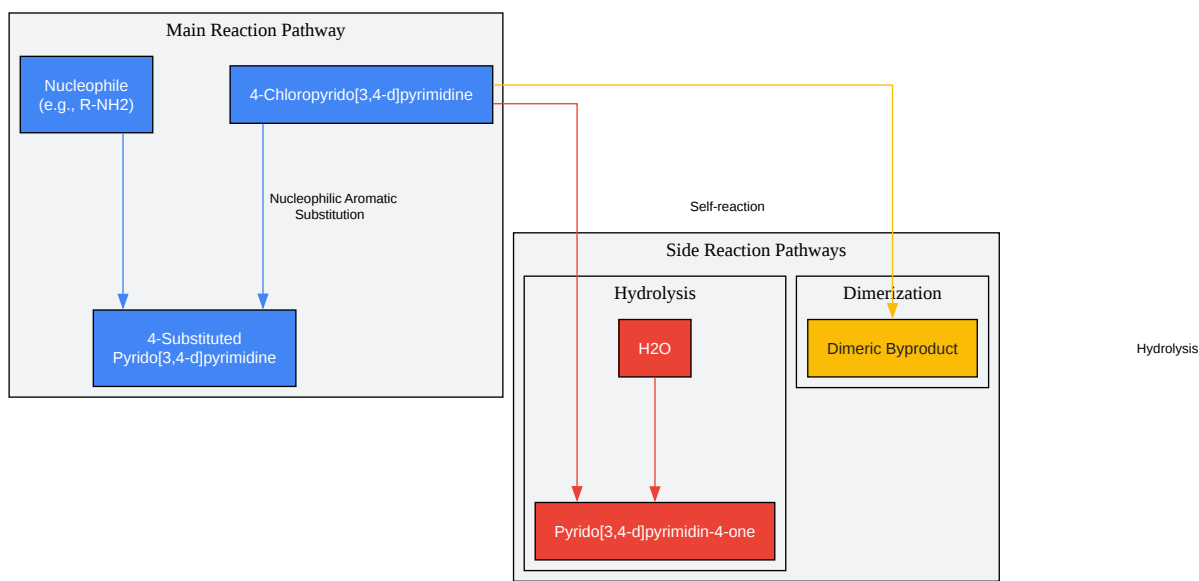 Main Reaction Pathway
Nucleophile
(e.g., R-NH2)
4-Chloropyrido[3,4-d]pyrimidine
Nucleophilic Aromatic
Substitution
4-Substituted
Pyrido[3,4-d]pyrimidine
Self-reaction
Side Reaction Pathways
Hydrolysis
H2O
Pyrido[3,4-d]pyrimidin-4-one
Dimerization
Dimeric Byproduct
Hydrolysis